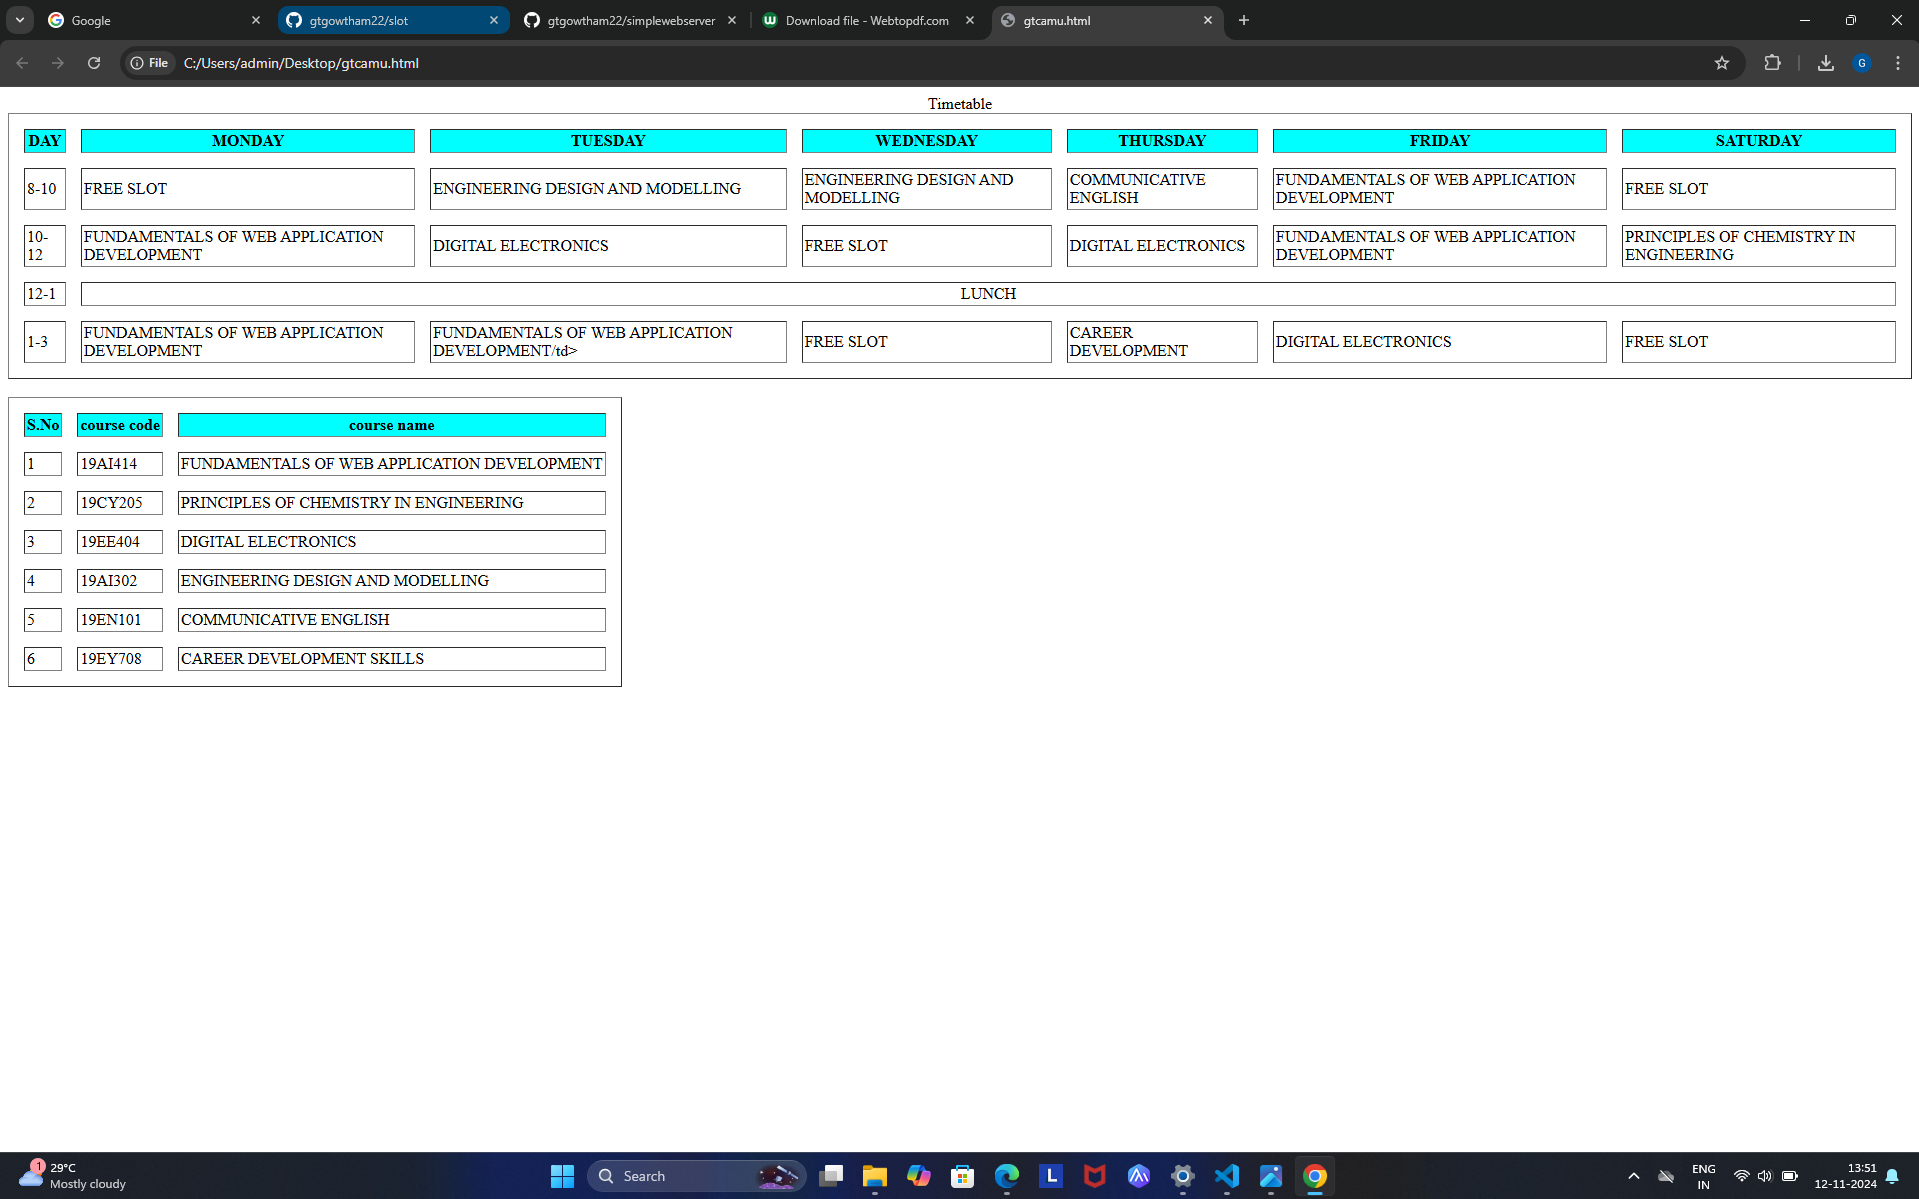 Google
gtgowtham22/slot
gtgowtham22/simplewebserver
Download file - Webtopdf.com
gtcamu.html
File
C:/Users/admin/Desktop/gtcamu.html
G
Timetable
DAY MONDAY TUESDAY WEDNESDAY THURSDAY FRIDAY SATURDAY
8-10 FREE SLOT ENGINEERING DESIGN AND MODELLING ENGINEERING DESIGN AND MODELLING COMMUNICATIVE ENGLISH FUNDAMENTALS OF WEB APPLICATION DEVELOPMENT FREE SLOT
10-12 FUNDAMENTALS OF WEB APPLICATION DEVELOPMENT DIGITAL ELECTRONICS FREE SLOT DIGITAL ELECTRONICS FUNDAMENTALS OF WEB APPLICATION DEVELOPMENT PRINCIPLES OF CHEMISTRY IN ENGINEERING
12-1 LUNCH
1-3 FUNDAMENTALS OF WEB APPLICATION DEVELOPMENT FUNDAMENTALS OF WEB APPLICATION DEVELOPMENT/td> FREE SLOT CAREER DEVELOPMENT DIGITAL ELECTRONICS FREE SLOT
S.No course code course name
1 19AI414 FUNDAMENTALS OF WEB APPLICATION DEVELOPMENT
2 19CY205 PRINCIPLES OF CHEMISTRY IN ENGINEERING
3 19EE404 DIGITAL ELECTRONICS
4 19AI302 ENGINEERING DESIGN AND MODELLING
5 19EN101 COMMUNICATIVE ENGLISH
6 19EY708 CAREER DEVELOPMENT SKILLS
1
29°C
Mostly cloudy
Search
L
ENG
IN
13:51
12-11-2024